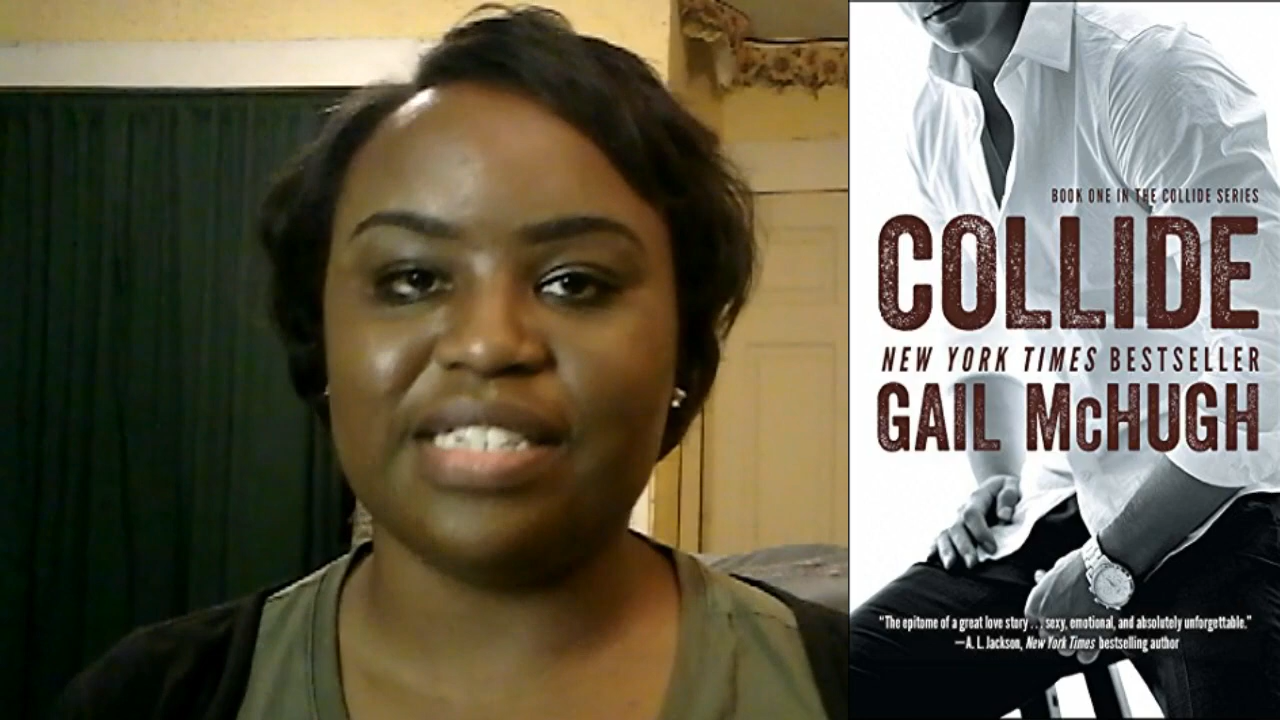 BOOK ONE IN THE COLLIDE SERIES
COLLIDE
NEW YORK TIMES BESTSELLER
GAIL McHUGH
“The epitome of a great love story . . . sexy, emotional, and absolutely unforgettable.”
—A. L. Jackson, New York Times bestselling author